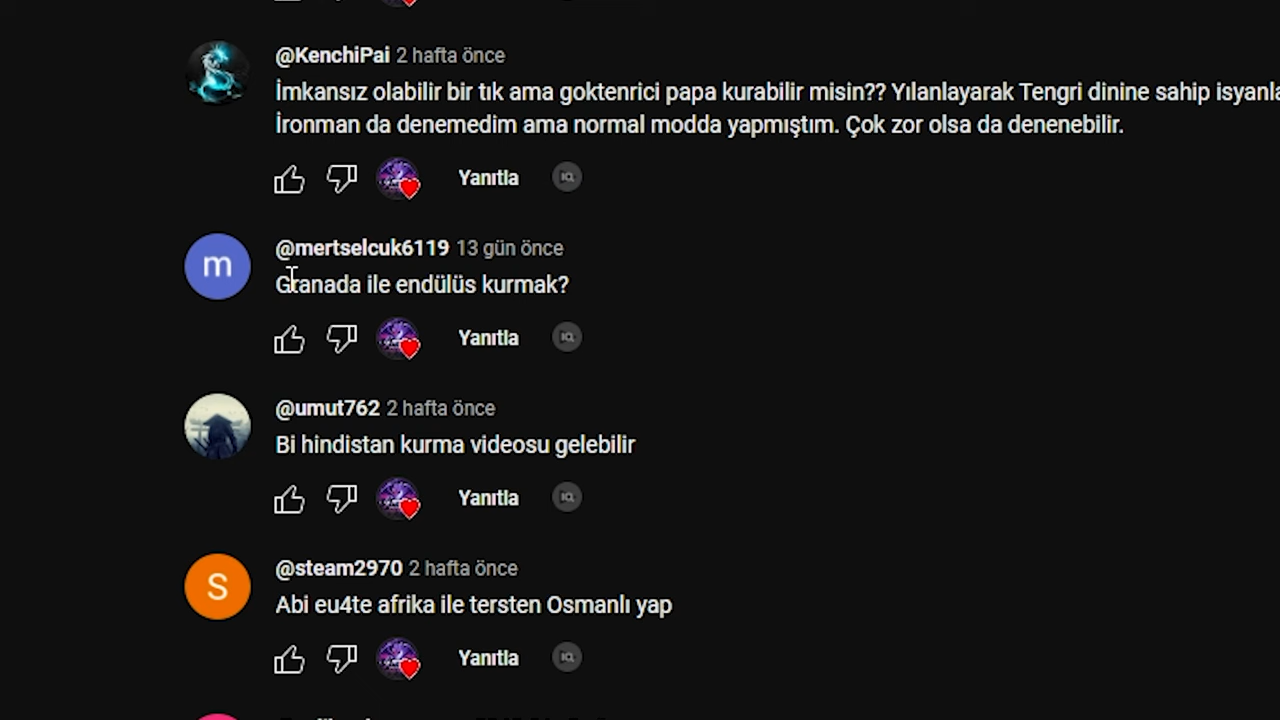 @KenchiPai 2 hafta önce
İmkansız olabilir bir tık ama goktenrici papa kurabilir misin?? Yılanlayarak Tengri dinine sahip
İronman da denemedim ama normal modda yapmıştım. Çok zor olsa da denenebilir.
Yanıtla
m
@mertselcuk6119 13 gün önce
Granada ile endülüs kurmak?
Yanıtla
@umut762 2 hafta önce
Bi hindistan kurma videosu gelebilir
Yanıtla
S
@steam2970 2 hafta önce
Abi eu4te afrika ile tersten Osmanlı yap
Yanıtla